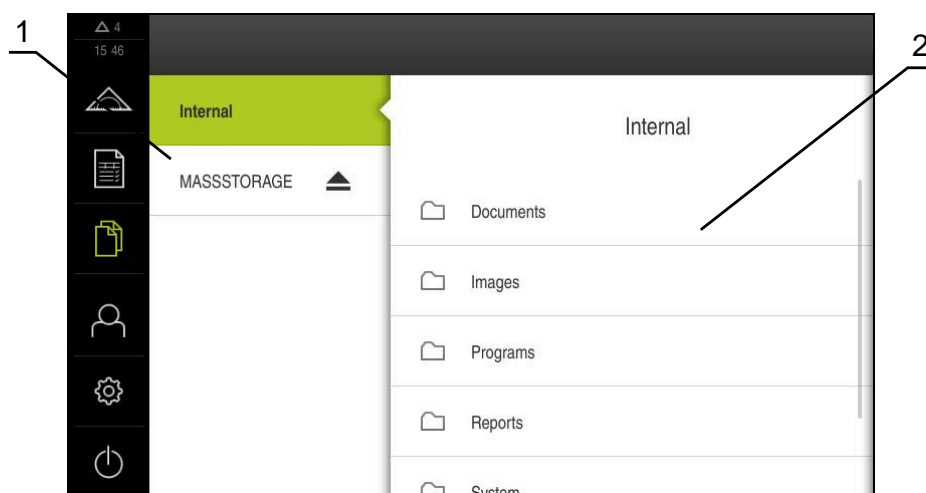 1
2
4
15 46
Internal
MASSSTORAGE
Internal
Documents
Images
Programs
Reports
System